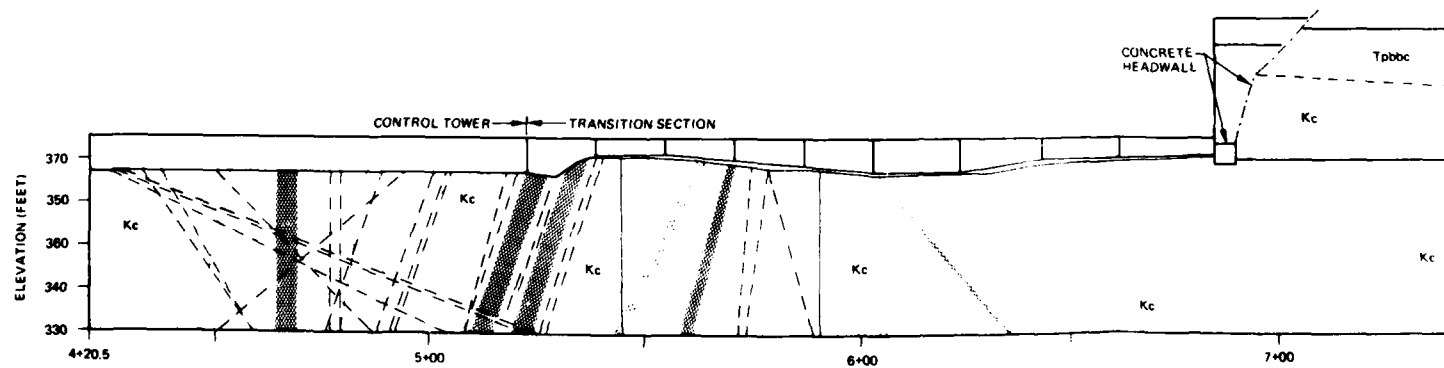 Tpbbc
CONCRETE
HEADWALL
Kc
CONTROL TOWER
TRANSITION SECTION
ELEVATION (FEET)
370
350
360
340
330
Kc
Kc
Kc
Kc
Kc
Kc
4+20.5
5+00
6+00
7+00